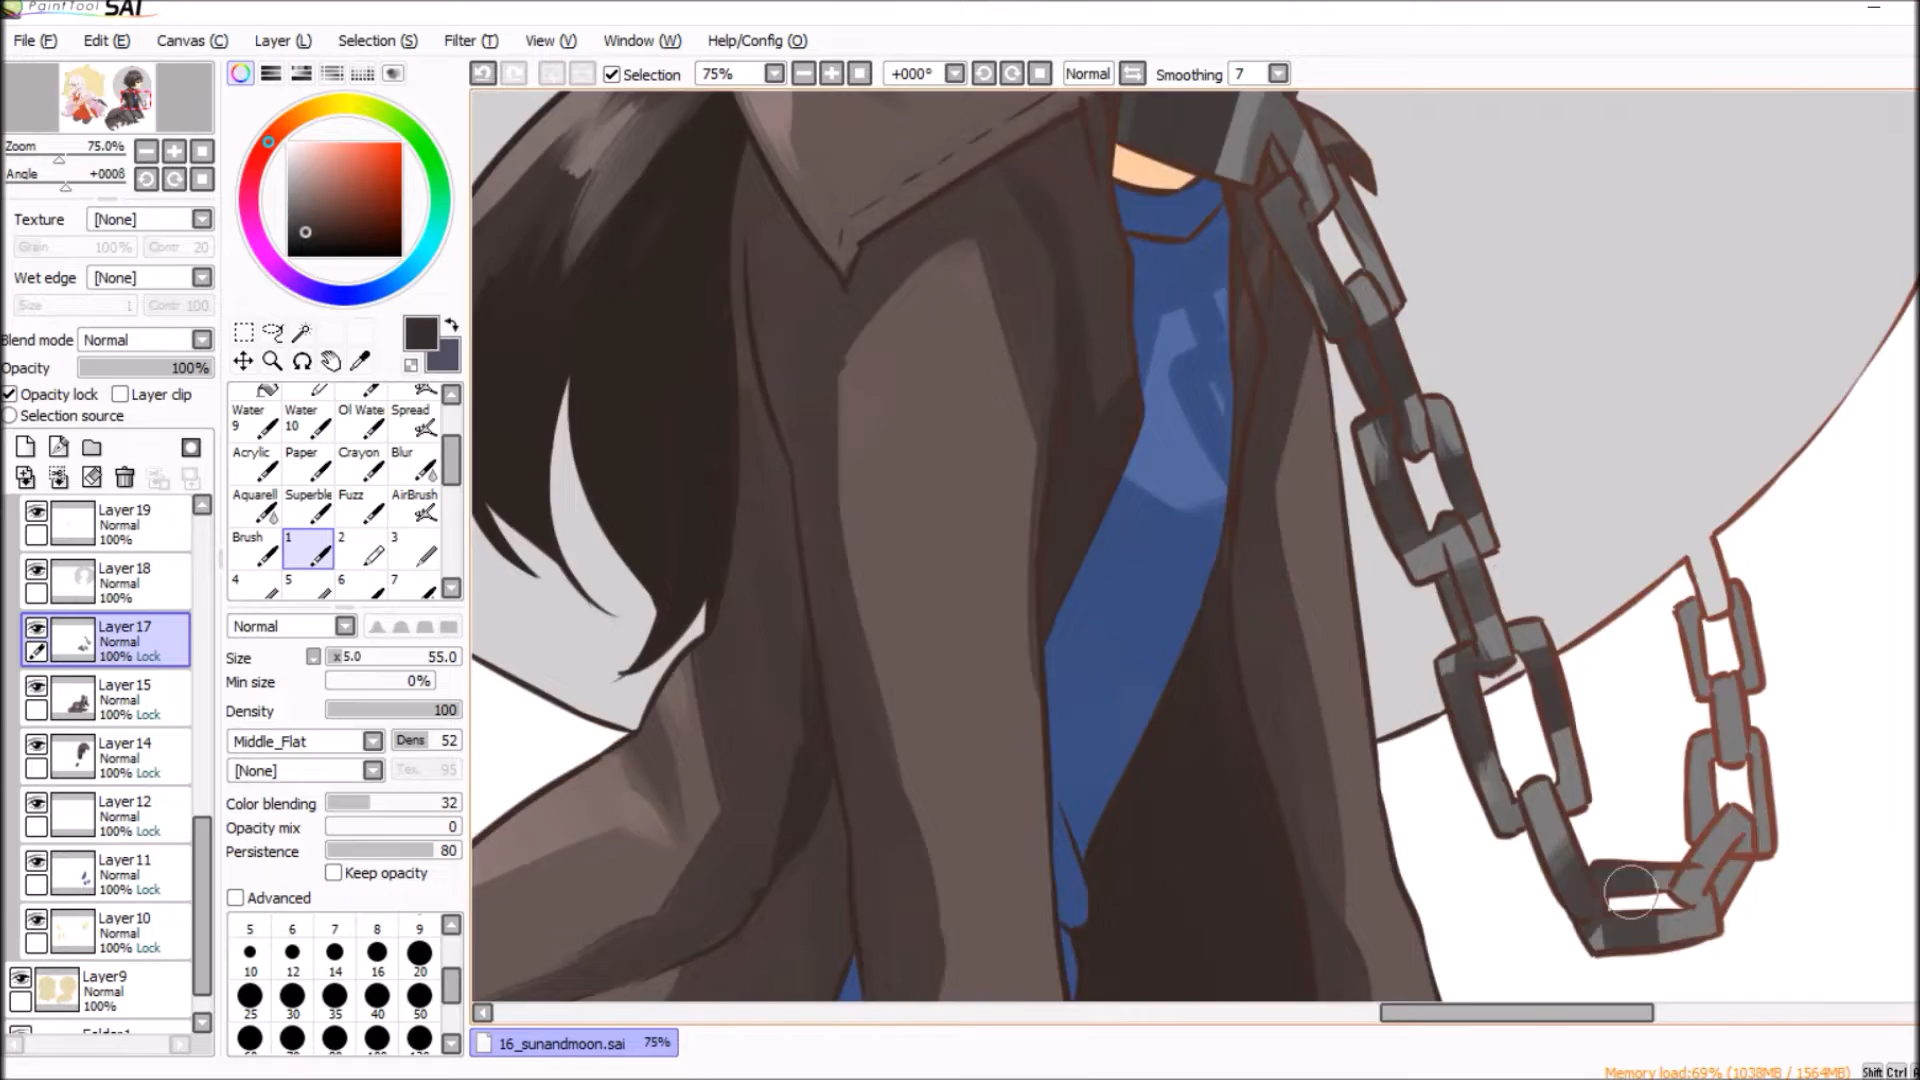 PaintTool SAI
File (F) Edit (E) Canvas (C) Layer (L) Selection (S) Filter (T) View (V) Window (W) Help/Config (O)
Selection 75% +000° Normal Smoothing 7
Zoom 75.0%
Angle +000
Texture [None]
Grain 100% Contr 20
Wet edge [None]
Size 1 Contr 100
Blend mode Normal
Opacity 100%
Opacity lock Layer clip
Selection source
Layer19
Normal
100%
Layer18
Normal
100%
Layer17
Normal
100% Lock
Layer15
Normal
100% Lock
Layer14
Normal
100% Lock
Layer12
Normal
100% Lock
Layer11
Normal
100% Lock
Layer10
Normal
100% Lock
Layer9
Normal
100%
Water 9 Water 10 Ol Wate Spread
Acrylic Paper Crayon Blur
Aquarell Superble Fuzz AirBrush
Brush 1 2 3
4 5 6 7
Normal
Size x 5.0 55.0
Min size 0%
Density 100
Middle_Flat Dens 52
[None] Tex. 95
Color blending 32
Opacity mix 0
Persistence 80
Keep opacity
Advanced
5 6 7 8 9
10 12 14 16 20
25 30 35 40 50
16_sunandmoon.sai 75%
Memory load:69% (1038MB / 1564MB) Shift Ctrl